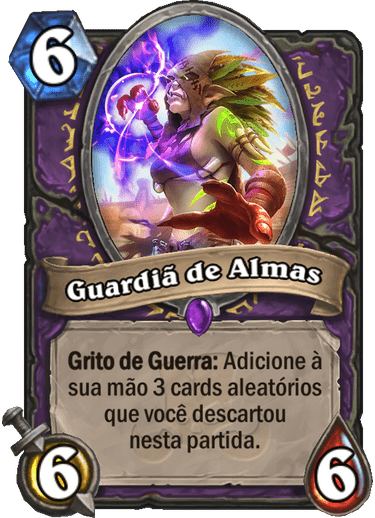 6
Guardiã de Almas
Grito de Guerra: Adicione à
sua mão 3 cards aleatórios
que você descartou
nesta partida.
6
6